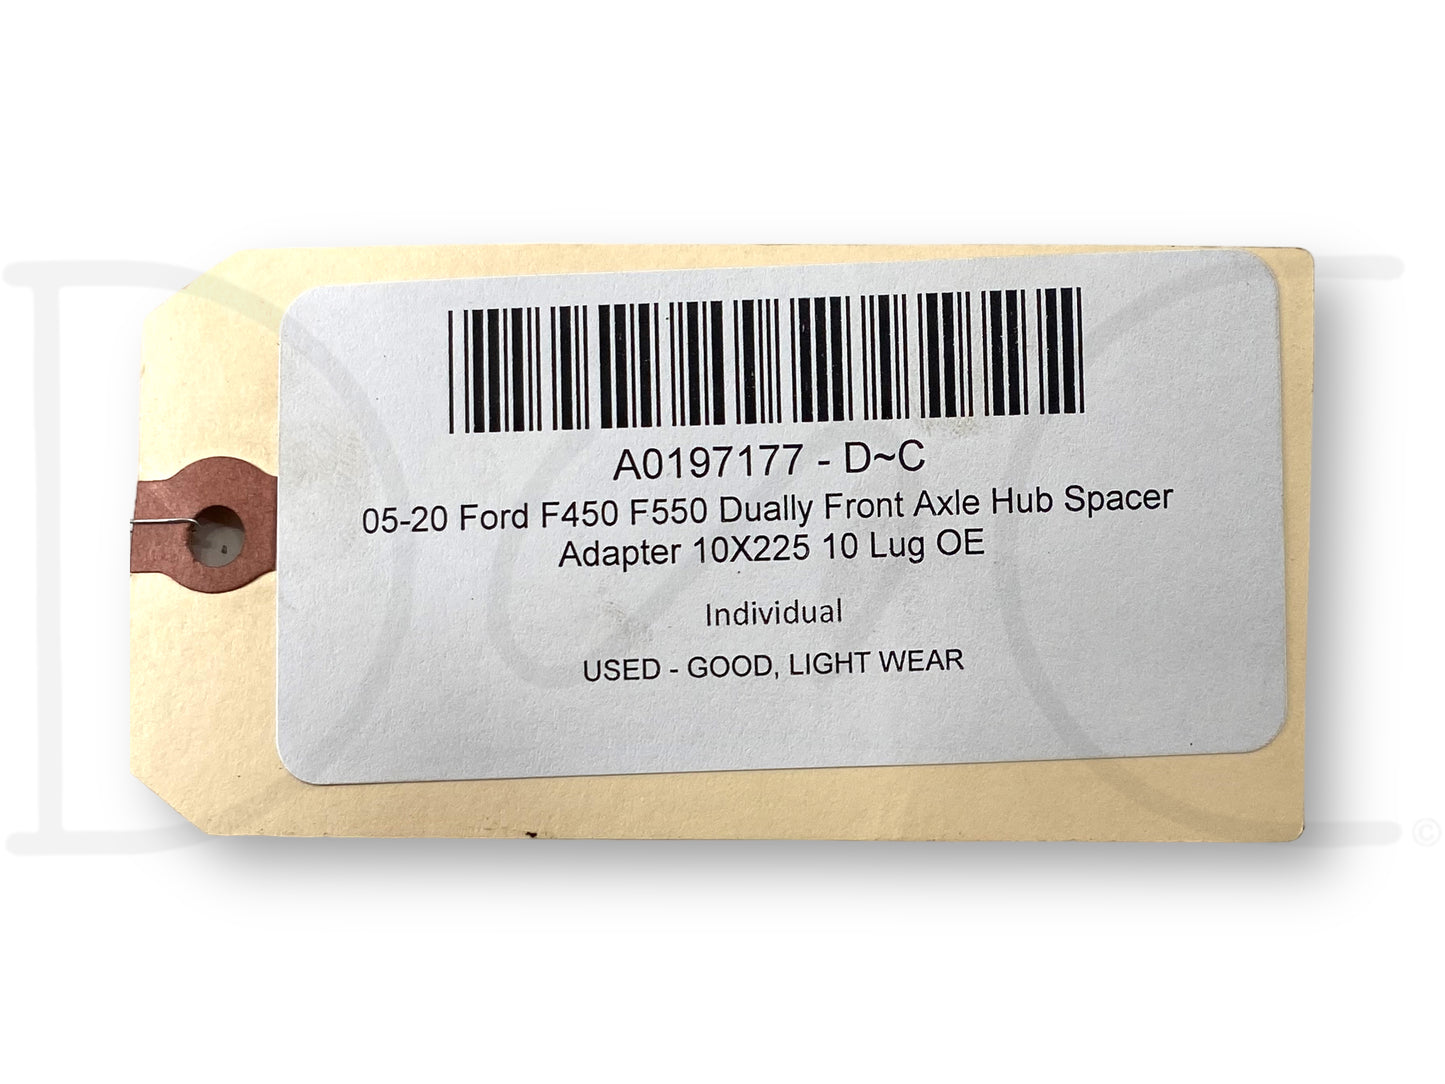 A0197177 - D~C
05-20 Ford F450 F550 Dually Front Axle Hub Spacer
Adapter 10X225 10 Lug OE
Individual
USED - GOOD, LIGHT WEAR
D&C
©